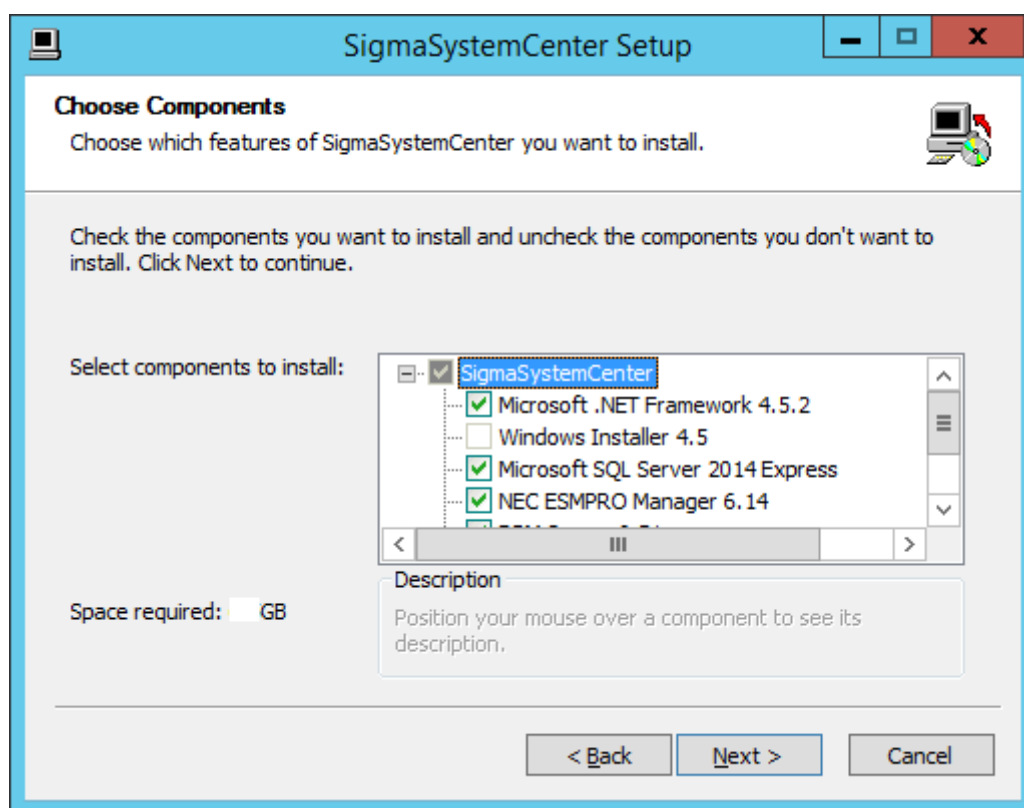 SigmaSystemCenter Setup
Choose Components
Choose which features of SigmaSystemCenter you want to install.
Check the components you want to install and uncheck the components you don't want to
install. Click Next to continue.
Select components to install:
SigmaSystemCenter
Microsoft .NET Framework 4.5.2
Windows Installer 4.5
Microsoft SQL Server 2014 Express
NEC ESMPRO Manager 6.14
Space required: GB
Description
Position your mouse over a component to see its
description.
< Back
Next >
Cancel